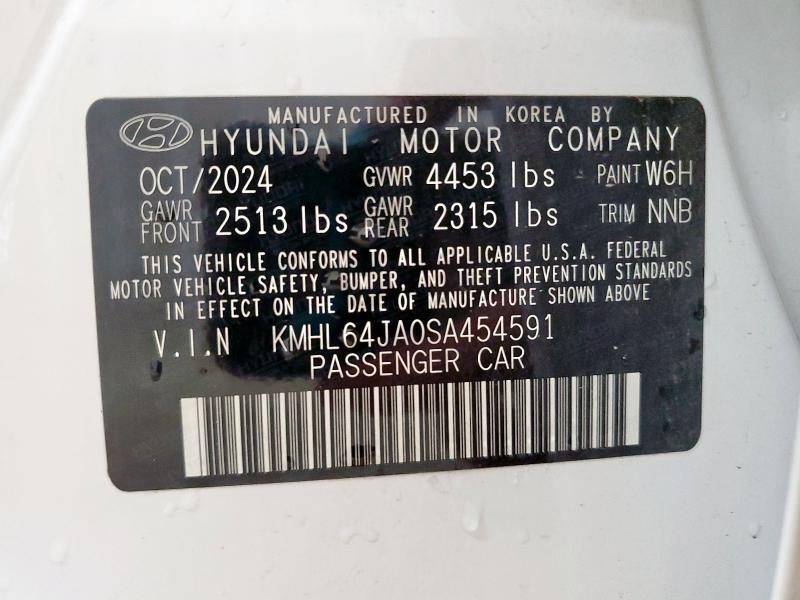 MANUFACTURED IN KOREA BY
HYUNDAI MOTOR COMPANY
OCT/2024 GVWR 4453 lbs PAINT W6H
GAWR FRONT 2513 lbs GAWR REAR 2315 lbs TRIM NNB
THIS VEHICLE CONFORMS TO ALL APPLICABLE U.S.A. FEDERAL
MOTOR VEHICLE SAFETY, BUMPER, AND THEFT PREVENTION STANDARDS
IN EFFECT ON THE DATE OF MANUFACTURE SHOWN ABOVE
V.I.N KMHL64JA0SA454591
PASSENGER CAR